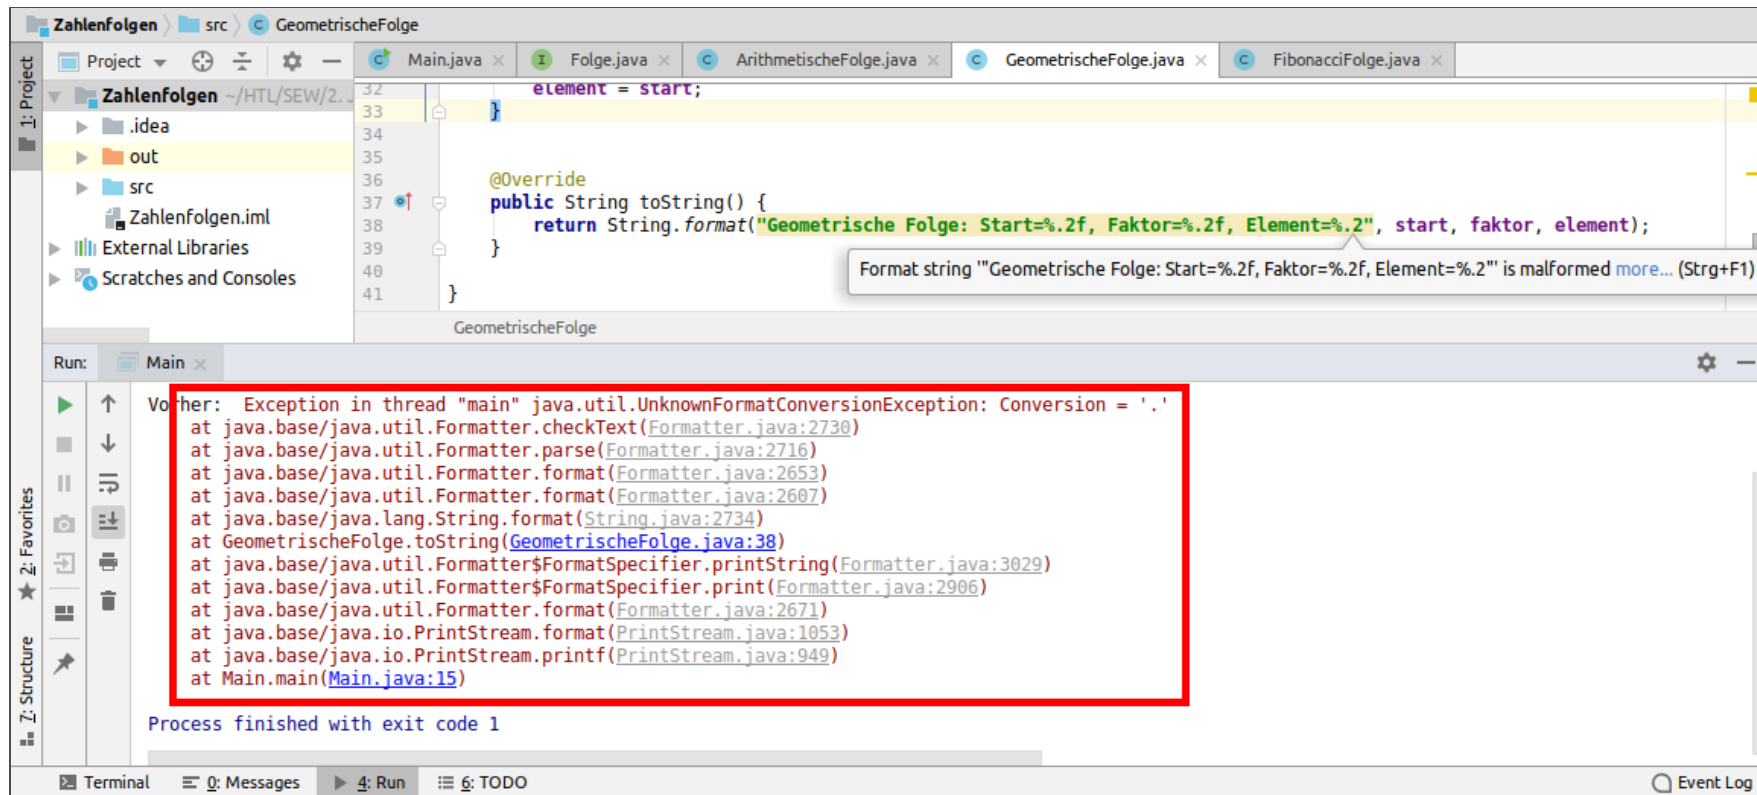 Zahlenfolgen src GeometrischeFolge
1: Project
Project
Main.java Folge.java ArithmetischeFolge.java GeometrischeFolge.java FibonacciFolge.java
Zahlenfolgen ~/HTL/SEW/2.
.idea
out
src
Zahlenfolgen.iml
External Libraries
Scratches and Consoles
32 element = start;
33 }
34
35
36 @Override
37 public String toString() {
38 return String.format("Geometrische Folge: Start=%.2f, Faktor=%.2f, Element=%.2", start, faktor, element);
39 }
40
41 }
Format string '"Geometrische Folge: Start=%.2f, Faktor=%.2f, Element=%.2"' is malformed more... (Strg+F1)
GeometrischeFolge
Run: Main
Vorher: Exception in thread "main" java.util.UnknownFormatConversionException: Conversion = '.'
at java.base/java.util.Formatter.checkText(Formatter.java:2730)
at java.base/java.util.Formatter.parse(Formatter.java:2716)
at java.base/java.util.Formatter.format(Formatter.java:2653)
at java.base/java.util.Formatter.format(Formatter.java:2607)
at java.base/java.lang.String.format(String.java:2734)
at GeometrischeFolge.toString(GeometrischeFolge.java:38)
at java.base/java.util.Formatter$FormatSpecifier.printString(Formatter.java:3029)
at java.base/java.util.Formatter$FormatSpecifier.print(Formatter.java:2906)
at java.base/java.util.Formatter.format(Formatter.java:2671)
at java.base/java.io.PrintStream.format(PrintStream.java:1053)
at java.base/java.io.PrintStream.printf(PrintStream.java:949)
at Main.main(Main.java:15)
Process finished with exit code 1
2: Favorites
7: Structure
Terminal 0: Messages 4: Run 6: TODO Event Log